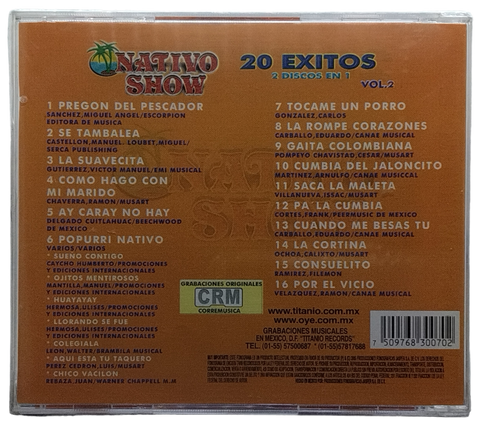 NATIVO
SHOW
20 EXITOS
2 DISCOS EN 1
VOL.2
1 PREGON DEL PESCADOR
SANCHEZ,MIGUEL ANGEL/ESCORPION
EDITORA DE MUSICA
2 SE TAMBALEA
CASTELLON,MANUEL. LOUBET,MIGUEL/
SERCA PUBLISHING
3 LA SUAVECITA
GUTIERREZ,VICTOR MANUEL/EMI MUSICAL
4 COMO HAGO CON
MI MARIDO
CHAVERRA,RAMON/MUSART
5 AY CARAY NO HAY
DELGADO CUITLAHUAC/BEECHWOOD
DE MEXICO
6 POPURRI NATIVO
VARIOS/VARIOS
* SUEÑO CONTIGO
CAYCHO HUMBERTO/PROMOCIONES
Y EDICIONES INTERNACIONALES
* OJITOS MENTIROSOS
MANTILLA,MANUEL/PROMOCIONES
Y EDICIONES INTERNACIONALES
* HUAYAYAY
HERMOSA,ULISES/PROMOCIONES
Y EDICIONES INTERNACIONALES
* LLORANDO SE FUE
HERMOSA,ULISES/PROMOCIONES
Y EDICIONES INTERNACIONALES
* COLEGIALA
LEON,WALTER/BRAMBILA MUSICAL
* AQUI ESTA TU TAQUERO
PEREZ CEDRON,LUIS/MUSART
* CHICO VACILON
REBAZA JUAN/WARNER CHAPPELL M.M
7 TOCAME UN PORRO
GONZALEZ,CARLOS
8 LA ROMPE CORAZONES
CARBALLO,EDUARDO/CANAE MUSICAL
9 GAITA COLOMBIANA
POMPEYO CHAVISTAD,CESAR/MUSART
10 CUMBIA DEL JALONCITO
MARTINEZ,ARNULFO/CANAE MUSICAL
11 SACA LA MALETA
VILLANUEVA,ISSAC/MUSART
12 PA´ LA CUMBIA
CORTES,FRANK/PEERMUSIC DE MEXICO
13 CUANDO ME BESAS TU
CARBALLO,EDUARDO/CANAE MUSICAL
14 LA CORTINA
OCHOA,CALIXTO/MUSART
15 CONSUELITO
RAMIREZ,FILEMON
16 POR EL VICIO
VELAZQUEZ,RAMON/CANAE MUSICAL
GRABACIONES ORIGINALES
CRM
CORREMUSICA
www.titanio.com.mx
www.oye.com.mx
GRABACIONES MUSICALES
EN MEXICO, D.F. "TITANIO RECORDS"
TEL. (01-55) 57500687 * (01-55)57817688
7 509768 300702